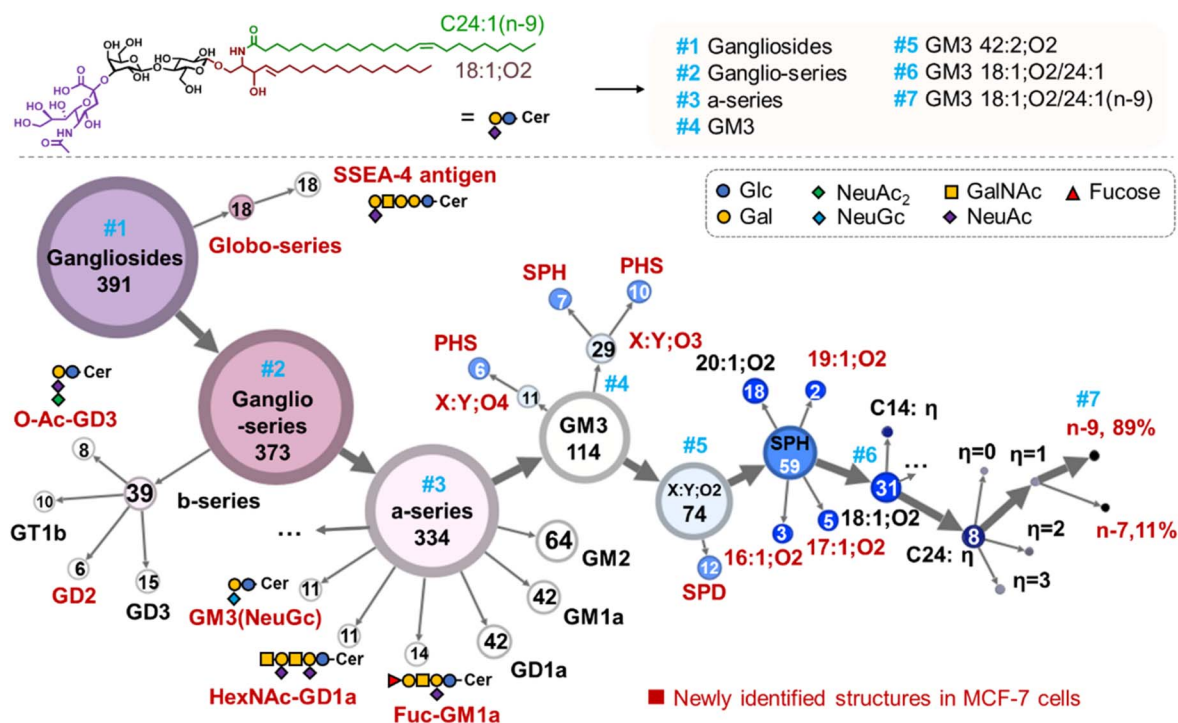 C24:1(n-9)
18:1;O2
= Cer
#1 Gangliosides
#2 Ganglio-series
#3 a-series
#4 GM3
#5 GM3 42:2;O2
#6 GM3 18:1;O2/24:1
#7 GM3 18:1;O2/24:1(n-9)
Glc
Gal
NeuAc2
NeuGc
GalNAc
NeuAc
Fucose
#1
Gangliosides
391
18
Globo-series
18
SSEA-4 antigen
Cer
#2
Ganglio
-series
373
Cer
O-Ac-GD3
8
39
b-series
10
GT1b
6
GD2
15
GD3
#3
a-series
334
...
Cer
11
GM3(NeuGc)
11
Cer
HexNAc-GD1a
14
Cer
Fuc-GM1a
42
GD1a
42
GM1a
64
GM2
#4
GM3
114
PHS
6
11
X:Y;O4
SPH
7
PHS
10
29
X:Y;O3
#5
X:Y;O2
74
12
SPD
SPH
59
20:1;O2
18
19:1;O2
2
3
16:1;O2
5
17:1;O2
#6
31
18:1;O2
C14: η
...
8
C24: η
η=0
η=1
η=2
η=3
#7
n-9, 89%
n-7,11%
Newly identified structures in MCF-7 cells
OH
OH
HO
O
HN
H
N